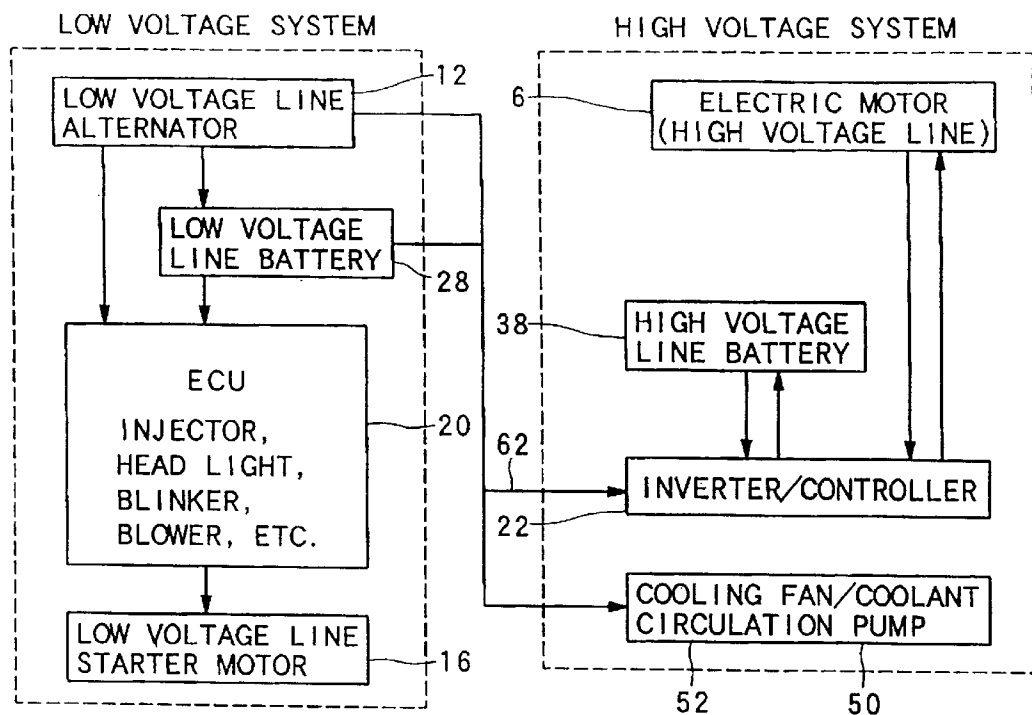 LOW VOLTAGE SYSTEM
LOW VOLTAGE LINE
ALTERNATOR
12
LOW VOLTAGE
LINE BATTERY
28
ECU
INJECTOR,
HEAD LIGHT,
BLINKER,
BLOWER, ETC.
20
LOW VOLTAGE LINE
STARTER MOTOR
16
HIGH VOLTAGE SYSTEM
6
ELECTRIC MOTOR
(HIGH VOLTAGE LINE)
38
HIGH VOLTAGE
LINE BATTERY
62
INVERTER/CONTROLLER
22
COOLING FAN/COOLANT
CIRCULATION PUMP
52
50